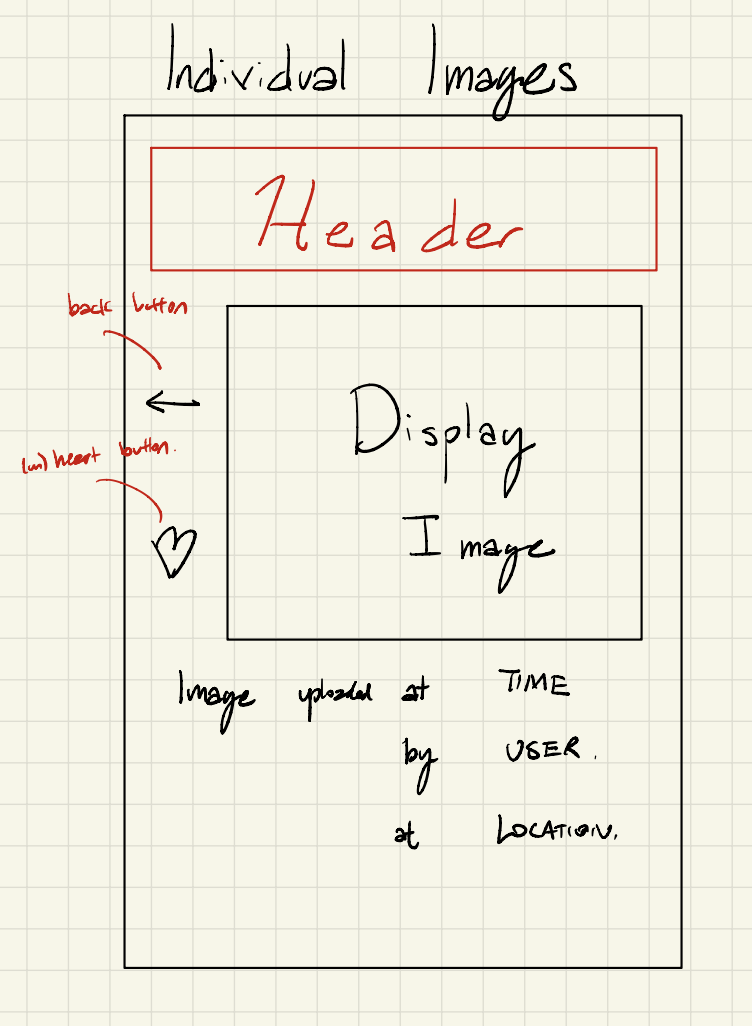 Individual Images
Header
back button
(un) heart button.
Display
Image
Image uploaded at TIME
by USER.
at LOCATION.